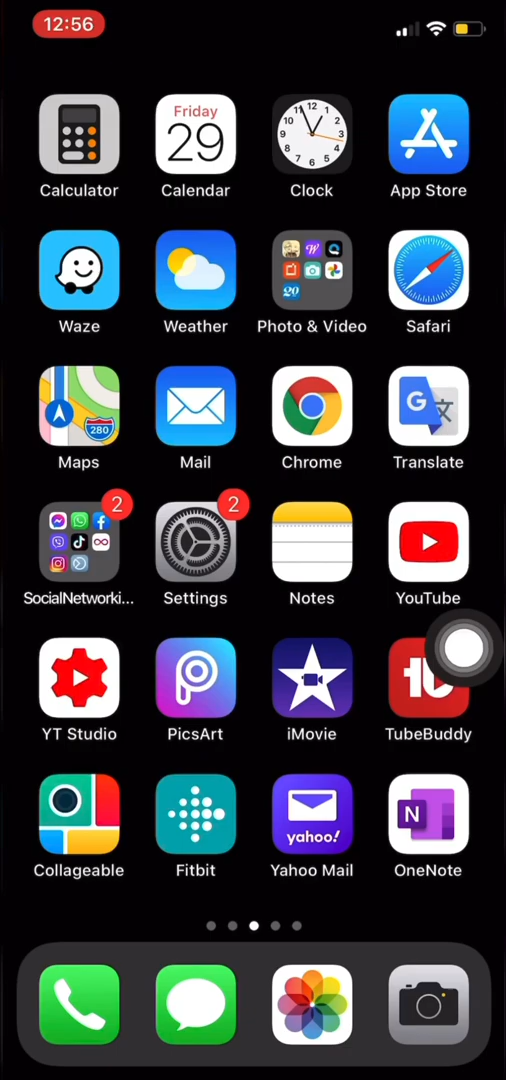 12:56
Friday
29
Calculator
Calendar
Clock
App Store
Waze
Weather
Photo & Video
Safari
280
Maps
Mail
Chrome
Translate
2
2
SocialNetworki...
Settings
Notes
YouTube
YT Studio
PicsArt
iMovie
TubeBuddy
yahoo!
N
Collageable
Fitbit
Yahoo Mail
OneNote